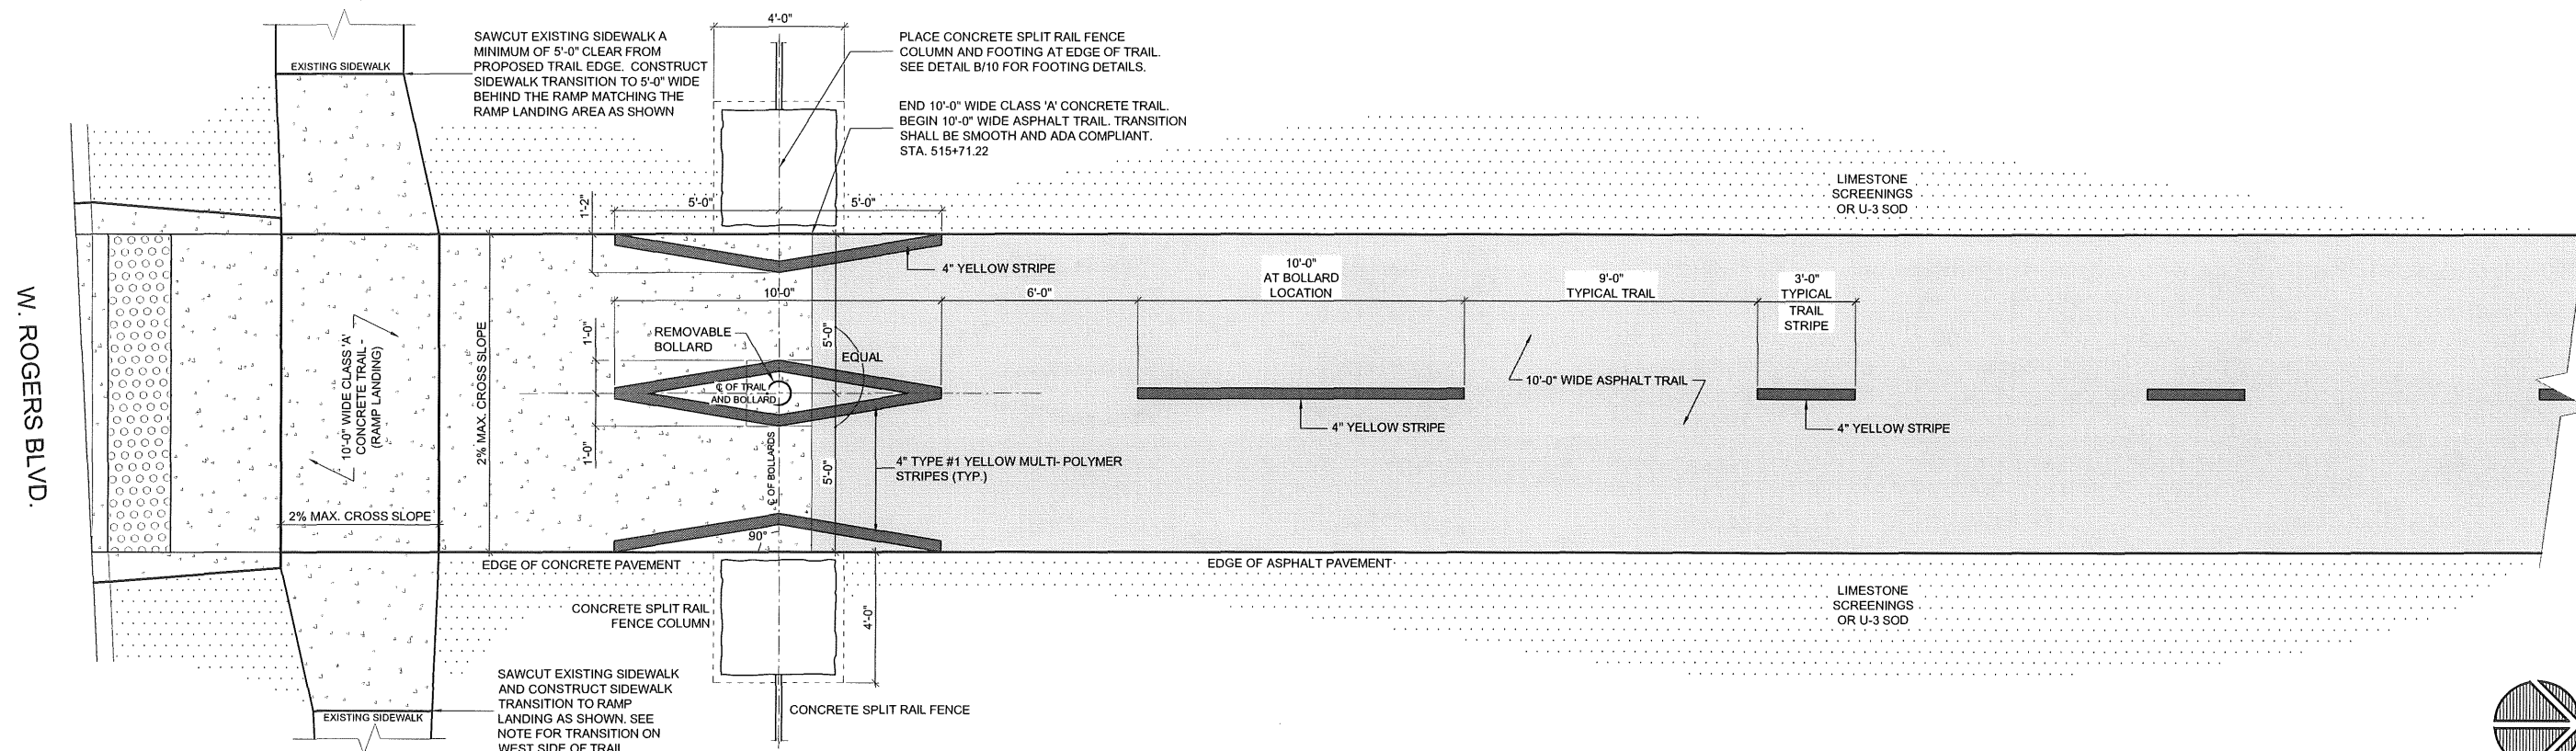 SAWCUT EXISTING SIDEWALK A
MINIMUM OF 5'-0" CLEAR FROM
PROPOSED TRAIL EDGE. CONSTRUCT
SIDEWALK TRANSITION TO 5'-0" WIDE
BEHIND THE RAMP MATCHING THE
RAMP LANDING AREA AS SHOWN
EXISTING SIDEWALK
4'-0"
PLACE CONCRETE SPLIT RAIL FENCE
COLUMN AND FOOTING AT EDGE OF TRAIL.
SEE DETAIL B/10 FOR FOOTING DETAILS.
END 10'-0" WIDE CLASS 'A' CONCRETE TRAIL.
BEGIN 10'-0" WIDE ASPHALT TRAIL. TRANSITION
SHALL BE SMOOTH AND ADA COMPLIANT.
STA. 515+71.22
LIMESTONE
SCREENINGS
OR U-3 SOD
1'-2"
5'-0"
5'-0"
4" YELLOW STRIPE
10'-0"
6'-0"
10'-0"
AT BOLLARD
LOCATION
9'-0"
TYPICAL TRAIL
3'-0"
TYPICAL
TRAIL
STRIPE
W. ROGERS BLVD.
10'-0" WIDE CLASS 'A'
CONCRETE TRAIL -
(RAMP LANDING)
2% MAX. CROSS SLOPE
2% MAX. CROSS SLOPE
1'-0"
1'-0"
REMOVABLE
BOLLARD
℄ OF TRAIL
AND BOLLARD
℄ OF BOLLARDS
5'-0"
EQUAL
5'-0"
10'-0" WIDE ASPHALT TRAIL
4" YELLOW STRIPE
4" YELLOW STRIPE
4" TYPE #1 YELLOW MULTI- POLYMER
STRIPES (TYP.)
90°
EDGE OF CONCRETE PAVEMENT
EDGE OF ASPHALT PAVEMENT
CONCRETE SPLIT RAIL
FENCE COLUMN
4'-0"
LIMESTONE
SCREENINGS
OR U-3 SOD
SAWCUT EXISTING SIDEWALK
AND CONSTRUCT SIDEWALK
TRANSITION TO RAMP
LANDING AS SHOWN. SEE
NOTE FOR TRANSITION ON
WEST SIDE OF TRAIL
EXISTING SIDEWALK
CONCRETE SPLIT RAIL FENCE